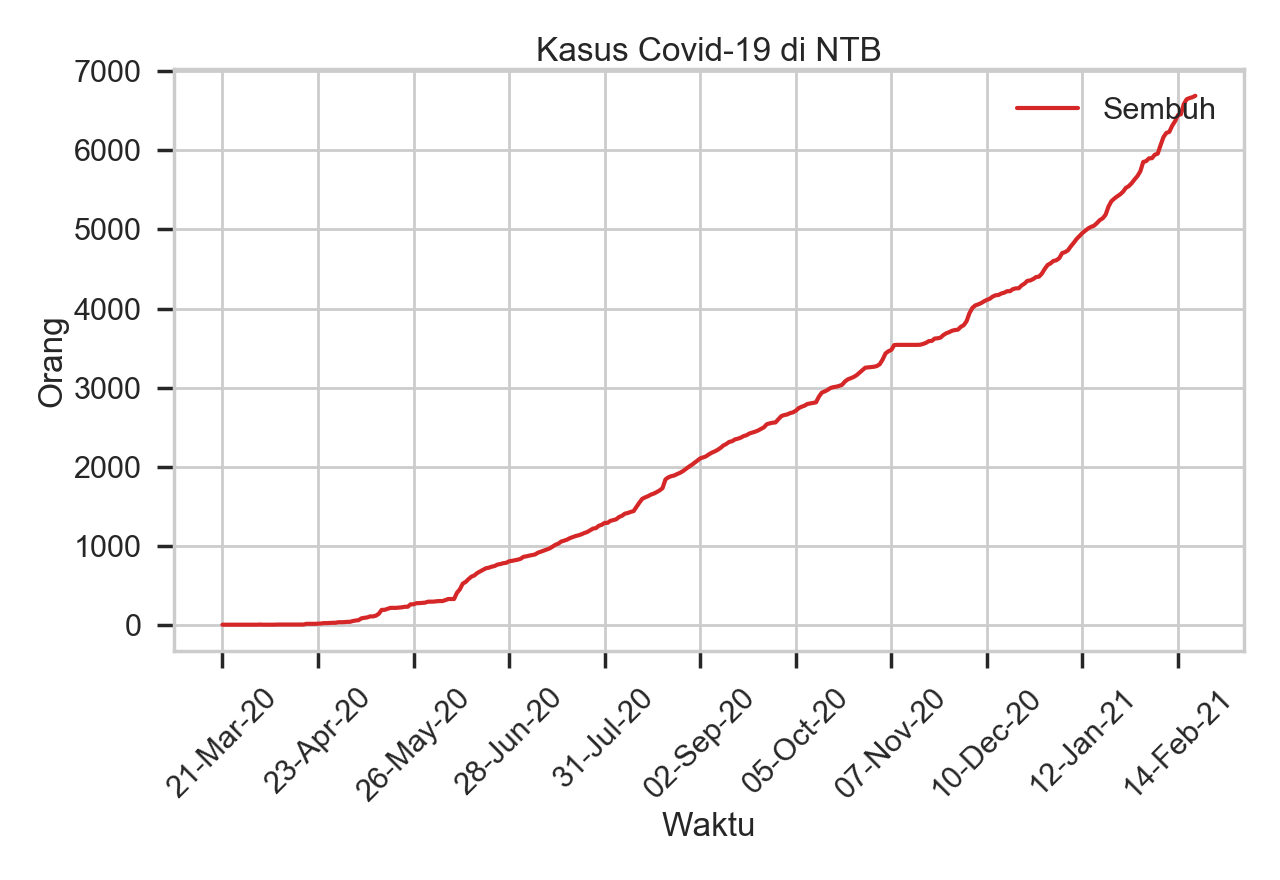 Kasus Covid-19 di NTB
7000
6000
5000
4000
3000
2000
1000
0
Orang
Sembuh
21-Mar-20
23-Apr-20
26-May-20
28-Jun-20
31-Jul-20
02-Sep-20
05-Oct-20
07-Nov-20
10-Dec-20
12-Jan-21
14-Feb-21
Waktu